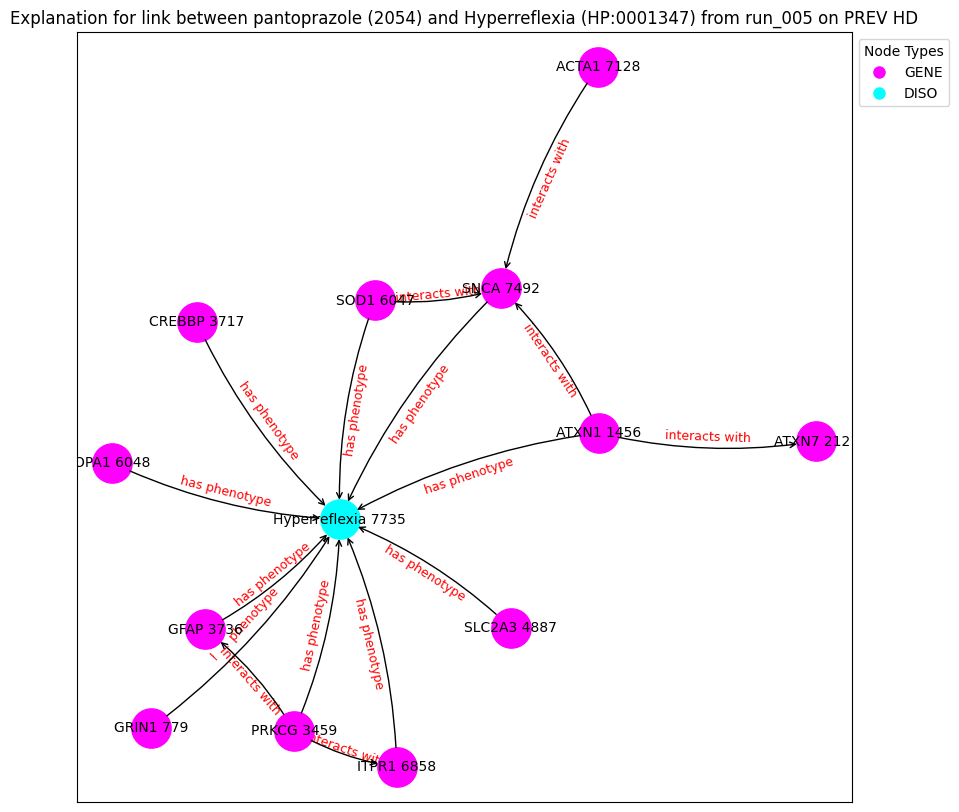 Explanation for link between pantoprazole (2054) and Hyperreflexia (HP:0001347) from run_005 on PREV HD
Node Types
GENE
DISO
ACTA1 7128
interacts with
SNCA 7492
SOD1 6047
interacts with
CREBBP 3717
interacts with
has phenotype
has phenotype
has phenotype
ATXN1 1456
interacts with
ATXN7 212
OPA1 6048
has phenotype
has phenotype
Hyperreflexia 7735
has phenotype
has phenotype
phenotype
has phenotype
has phenotype
GFAP 3736
SLC2A3 4887
interacts with
GRIN1 779
PRKCG 3459
interacts with
ITPR1 6858